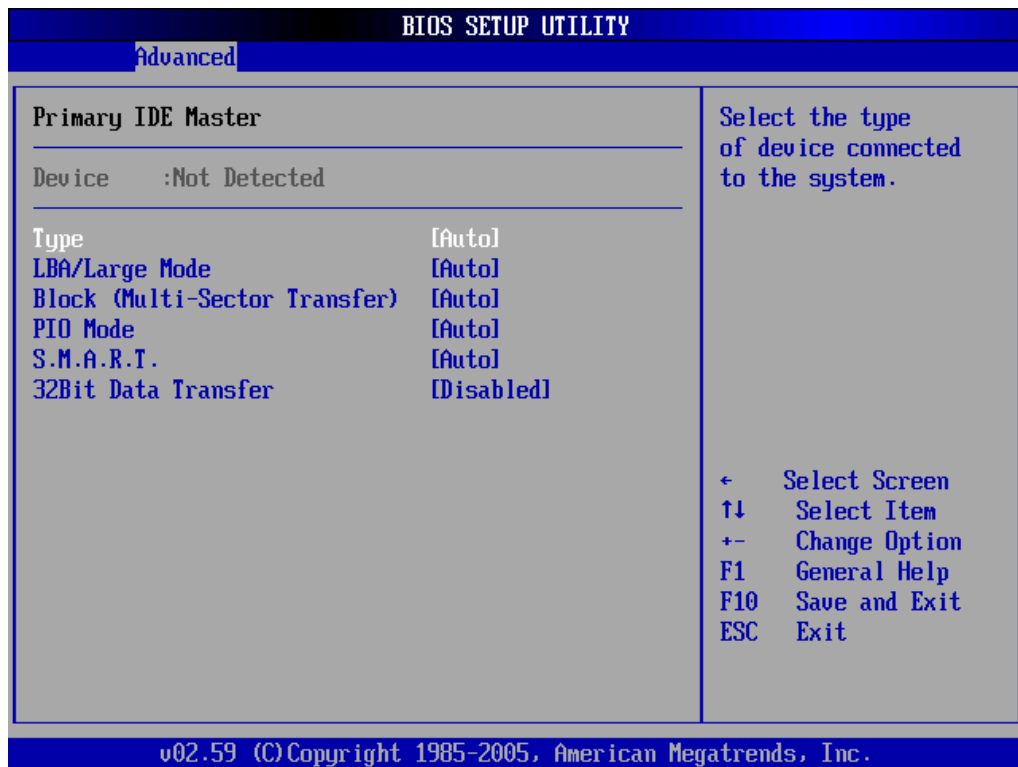 BIOS SETUP UTILITY
Advanced
Primary IDE Master
Device :Not Detected
Type [Auto]
LBA/Large Mode [Auto]
Block (Multi-Sector Transfer) [Auto]
PIO Mode [Auto]
S.M.A.R.T. [Auto]
32Bit Data Transfer [Disabled]
Select the type
of device connected
to the system.
← Select Screen
↑↓ Select Item
+- Change Option
F1 General Help
F10 Save and Exit
ESC Exit
v02.59 (C)Copyright 1985-2005, American Megatrends, Inc.